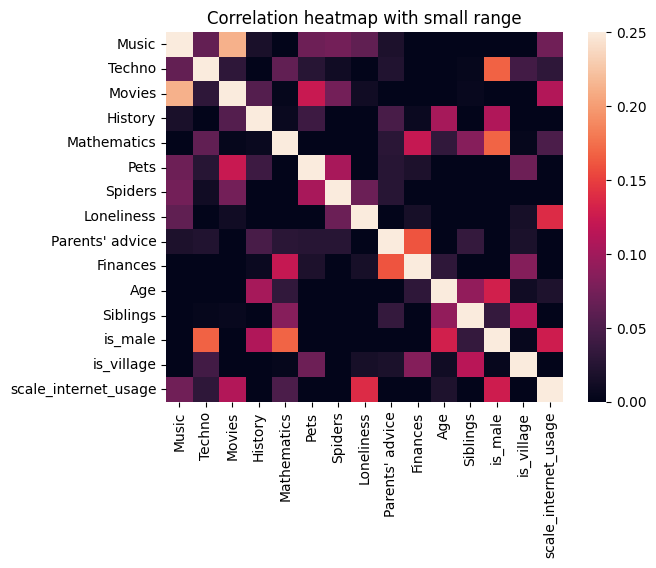 Correlation heatmap with small range
Music
Techno
Movies
History
Mathematics
Pets
Spiders
Loneliness
Parents' advice
Finances
Age
Siblings
is_male
is_village
scale_internet_usage
Music
Techno
Movies
History
Mathematics
Pets
Spiders
Loneliness
Parents' advice
Finances
Age
Siblings
is_male
is_village
scale_internet_usage
0.25
0.20
0.15
0.10
0.05
0.00